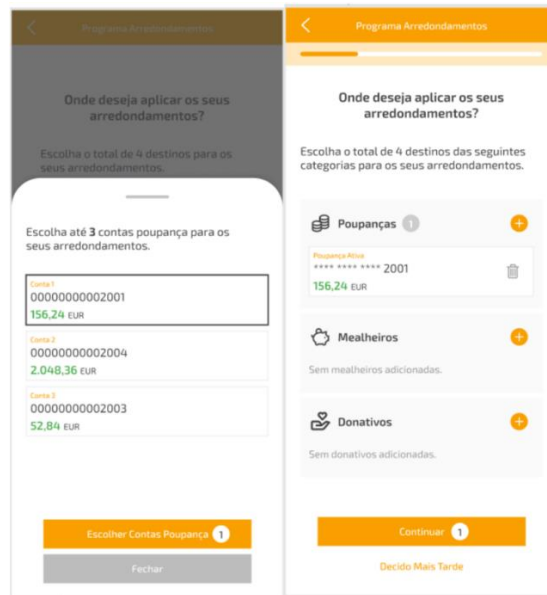 Programa Arredondamentos
Onde deseja aplicar os seus
arredondamentos?
Escolha o total de 4 destinos para os
seus arredondamentos.
Escolha até 3 contas poupança para os
seus arredondamentos.
Conta 1
00000000002001
156,24 EUR
Conta 2
00000000002004
2.048,36 EUR
Conta 3
00000000002003
52,84 EUR
Escolher Contas Poupança 1
Fechar
Programa Arredondamentos
Onde deseja aplicar os seus
arredondamentos?
Escolha o total de 4 destinos das seguintes
categorias para os seus arredondamentos.
Poupanças 1
Poupança Ativa
**** **** **** 2001
156,24 EUR
Mealheiros
Sem mealheiros adicionadas.
Donativos
Sem donativos adicionadas.
Continuar 1
Decido Mais Tarde